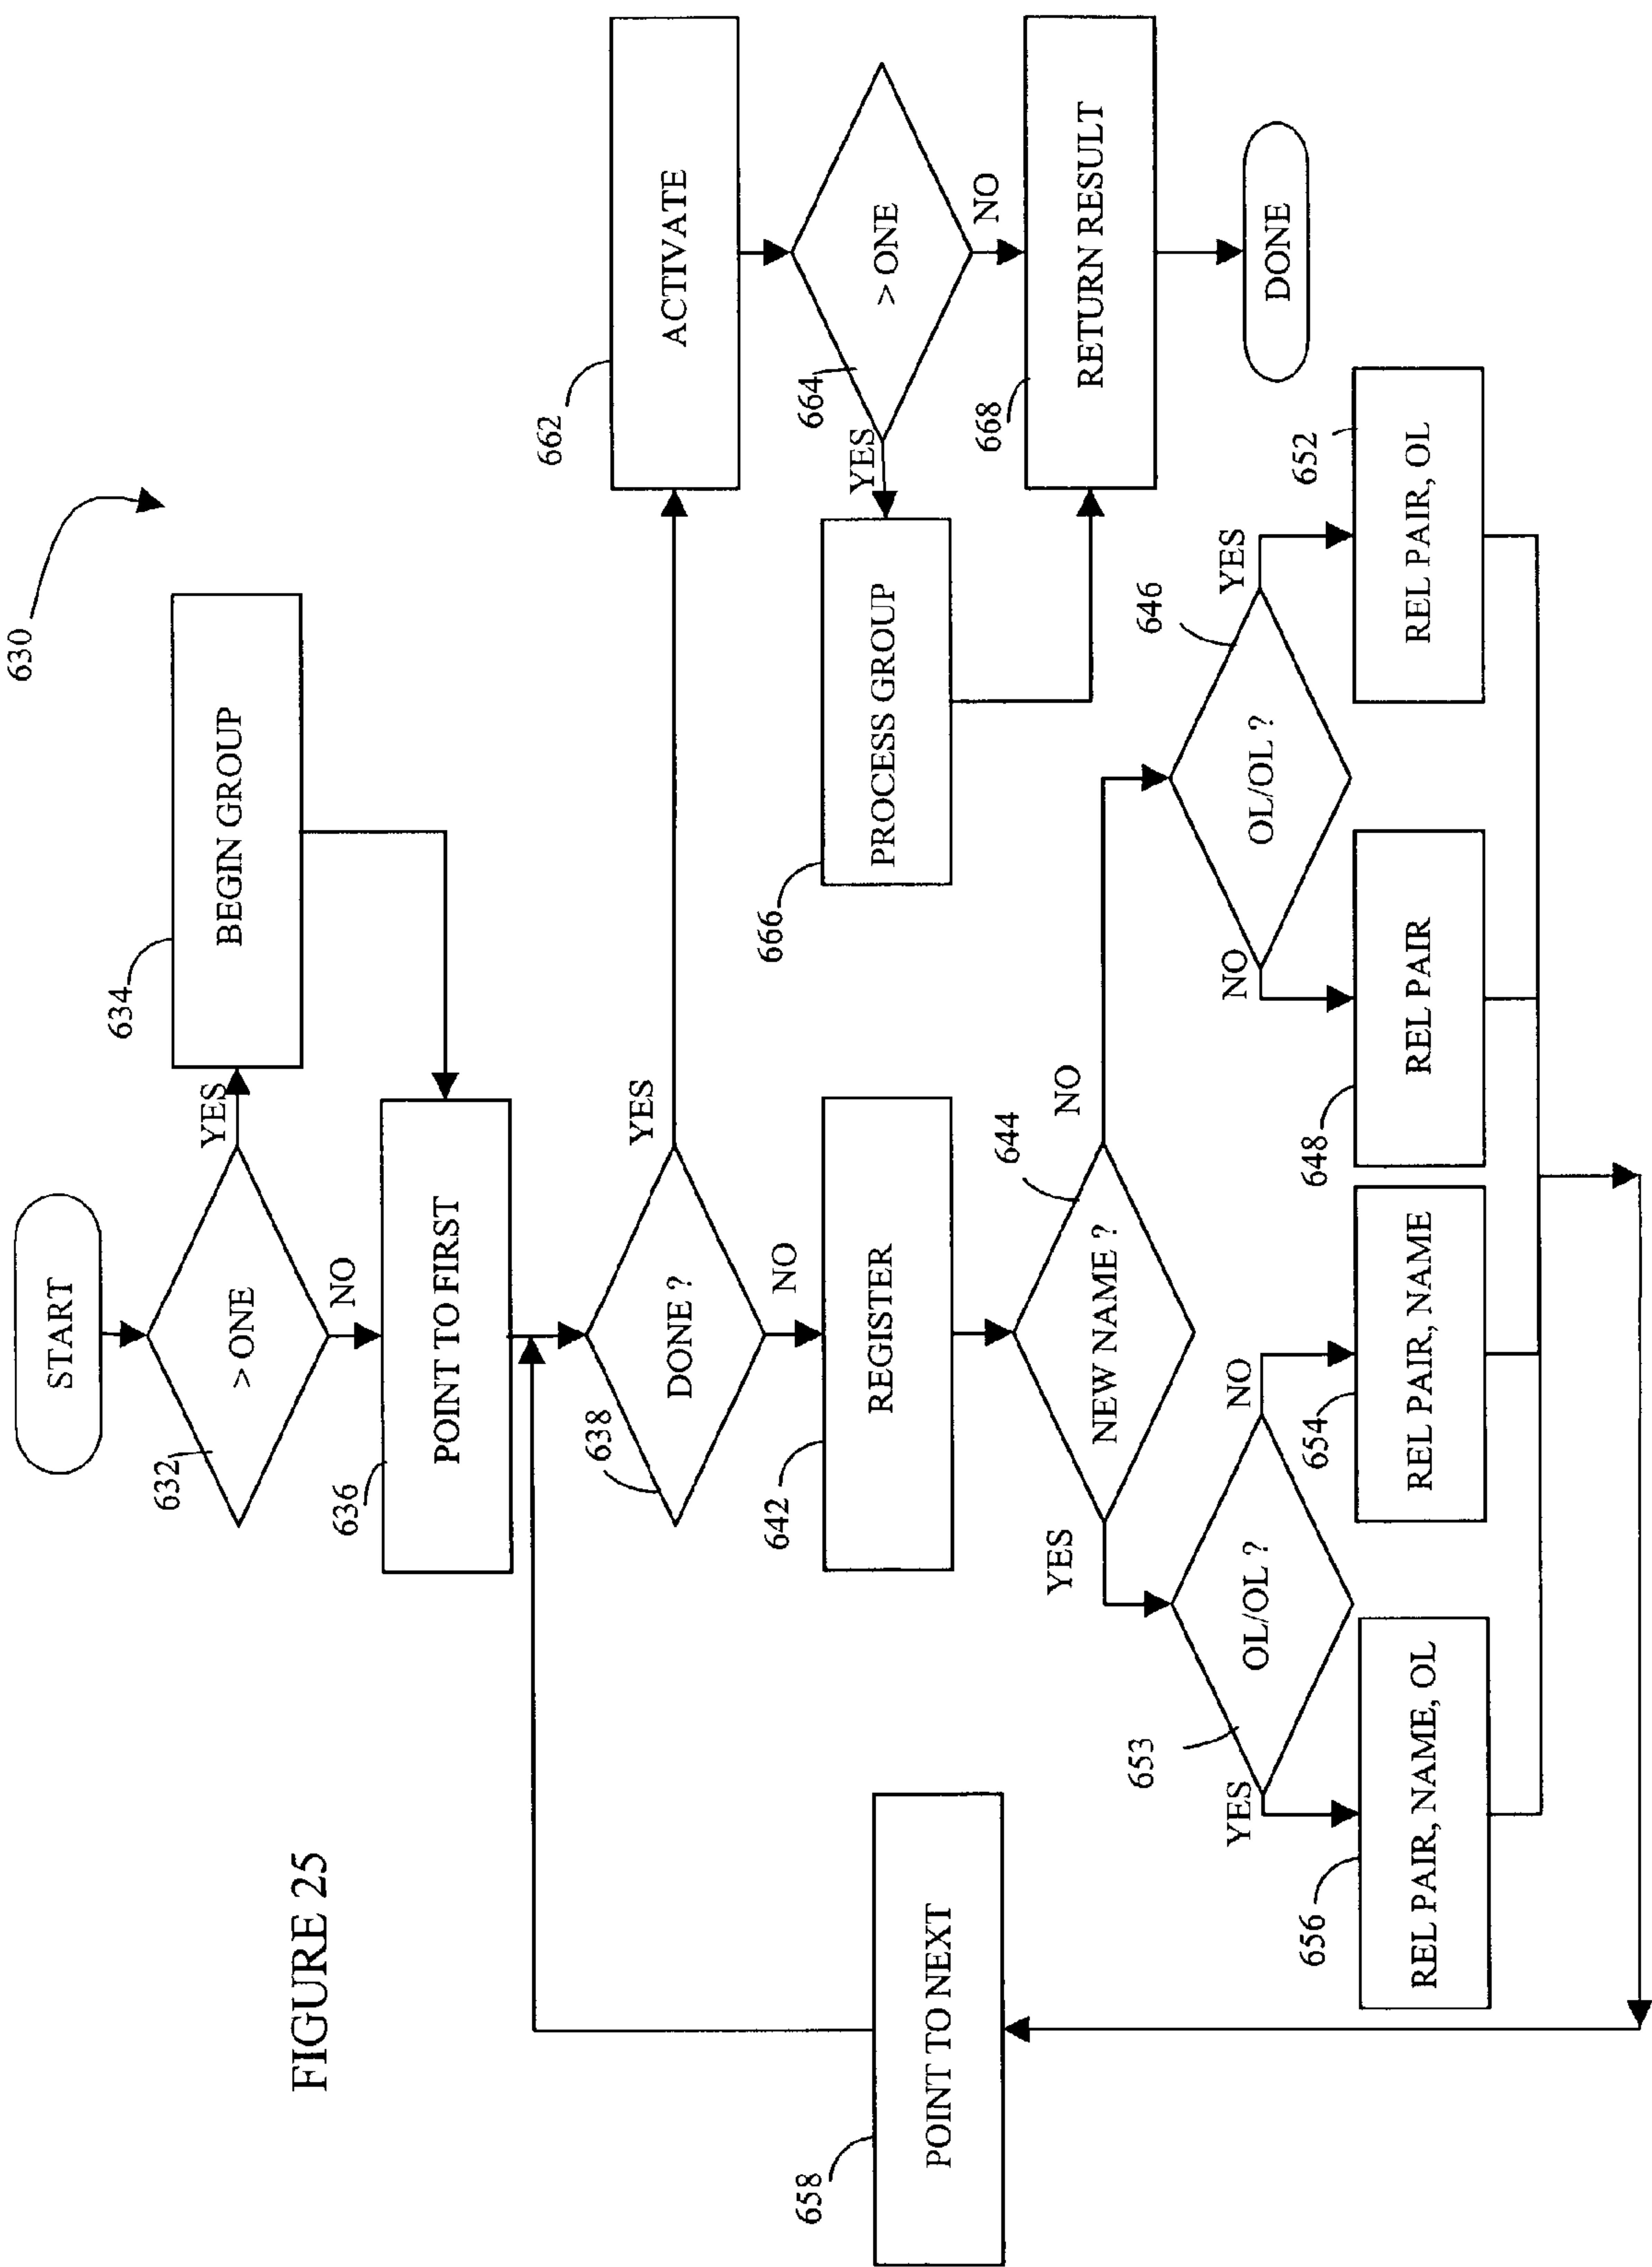 FIGURE 25
630
START
632
> ONE
YES
NO
634
BEGIN GROUP
636
POINT TO FIRST
638
DONE ?
YES
NO
662
ACTIVATE
664
> ONE
YES
NO
666
PROCESS GROUP
668
RETURN RESULT
DONE
642
REGISTER
644
NEW NAME ?
YES
NO
658
POINT TO NEXT
653
OL/OL ?
YES
NO
646
OL/OL ?
NO
YES
656
REL PAIR, NAME, OL
654
REL PAIR, NAME
648
REL PAIR
652
REL PAIR, OL